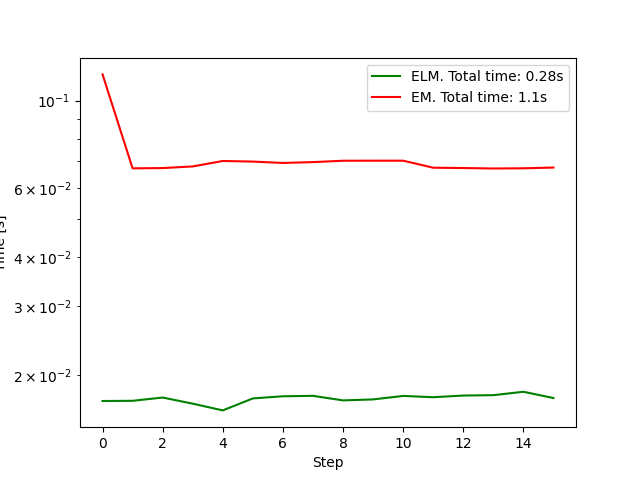 ELM. Total time: 0.28s
EM. Total time: 1.1s
10⁻¹
6 × 10⁻²
4 × 10⁻²
3 × 10⁻²
2 × 10⁻²
0 2 4 6 8 10 12 14
Step